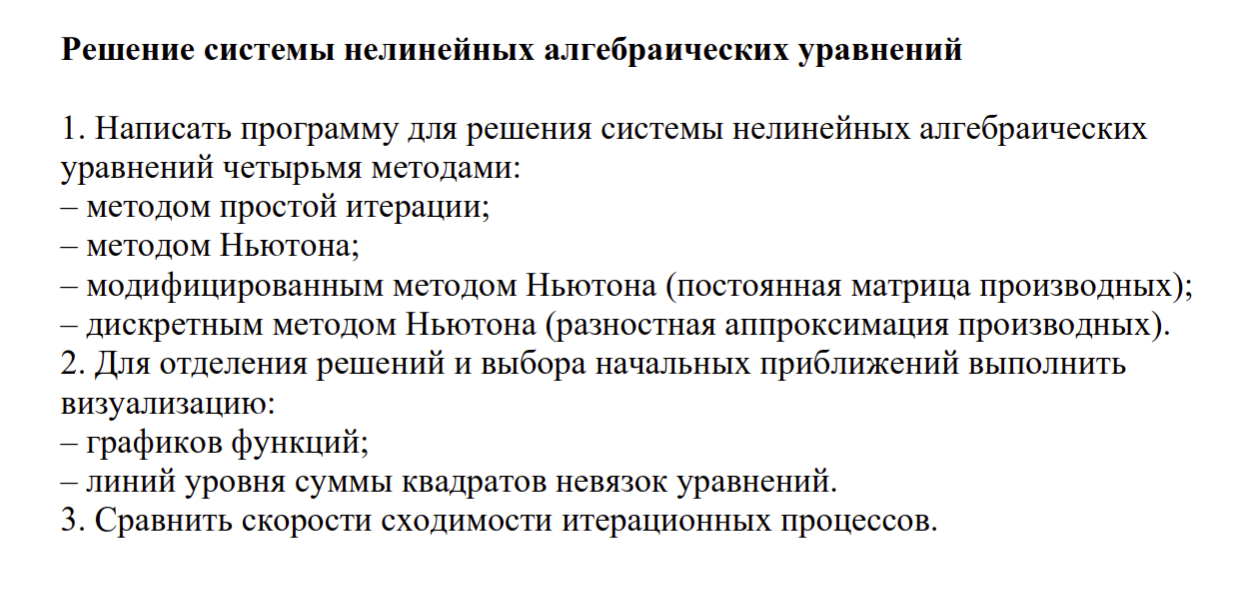 Решение системы нелинейных алгебраических уравнений
1. Написать программу для решения системы нелинейных алгебраических
уравнений четырьмя методами:
– методом простой итерации;
– методом Ньютона;
– модифицированным методом Ньютона (постоянная матрица производных);
– дискретным методом Ньютона (разностная аппроксимация производных).
2. Для отделения решений и выбора начальных приближений выполнить
визуализацию:
– графиков функций;
– линий уровня суммы квадратов невязок уравнений.
3. Сравнить скорости сходимости итерационных процессов.